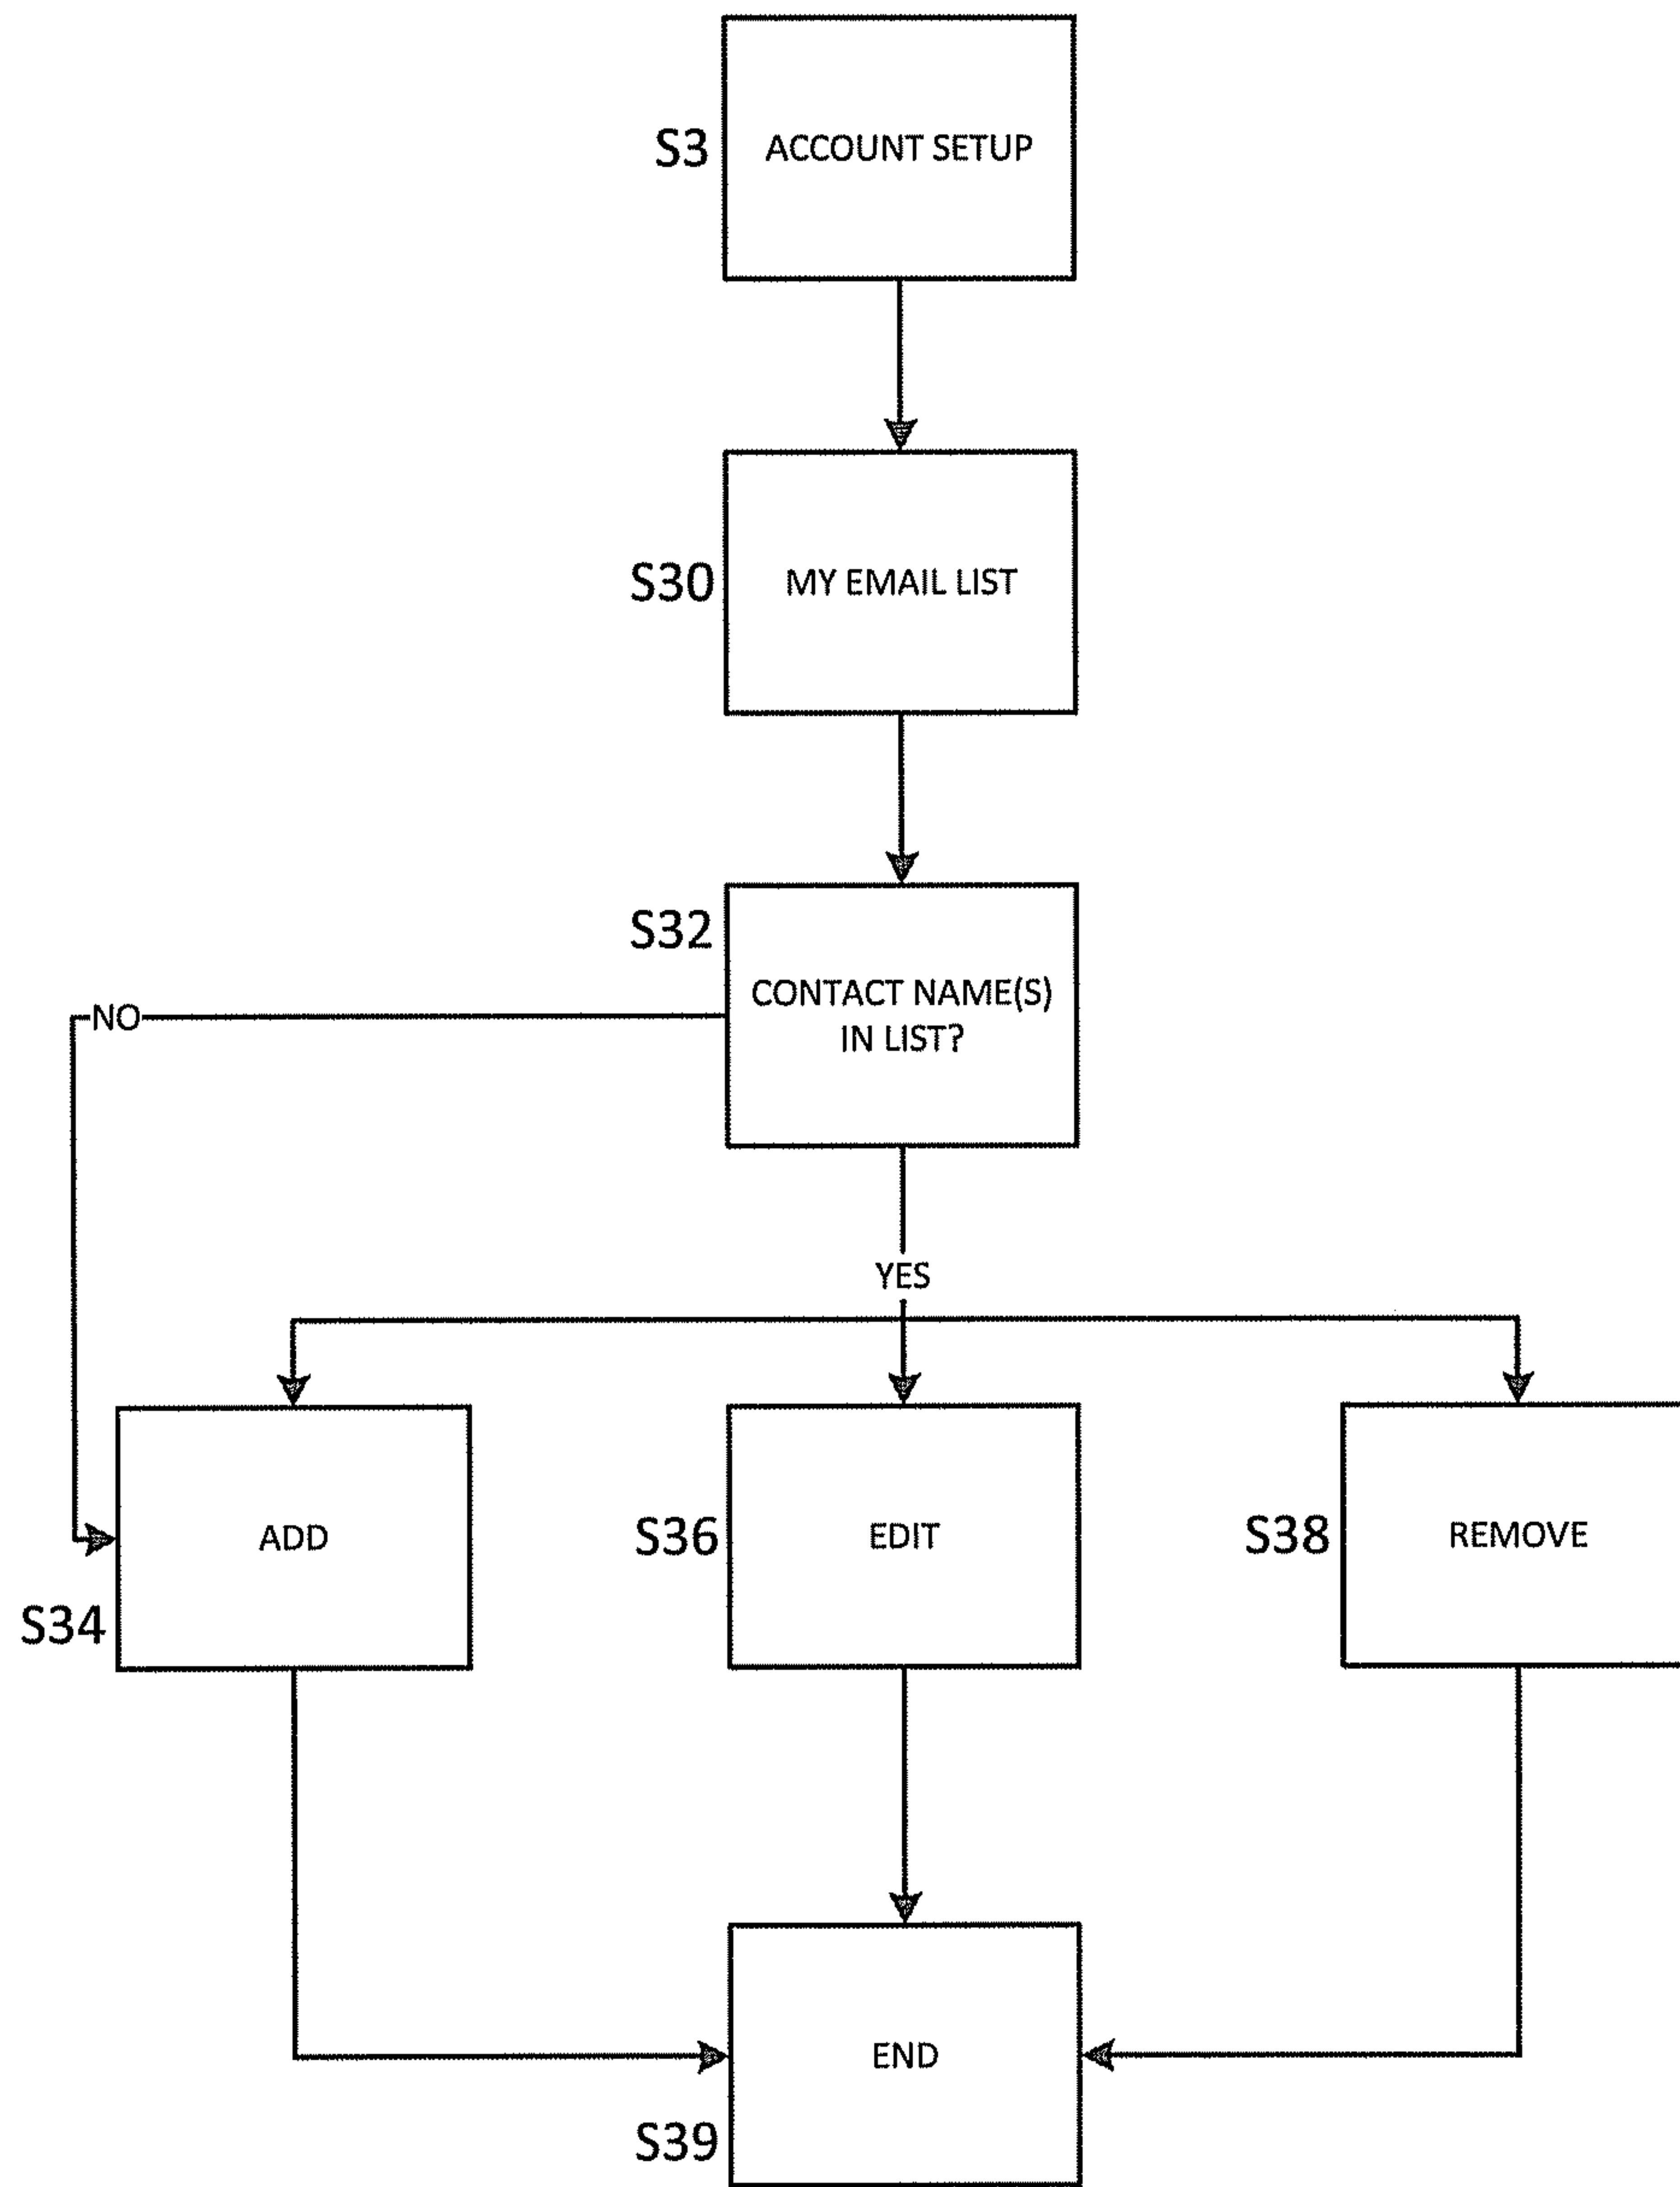 S3
ACCOUNT SETUP
S30
MY EMAIL LIST
S32
CONTACT NAME(S)
IN LIST?
NO
YES
ADD
S34
S36
EDIT
S38
REMOVE
END
S39